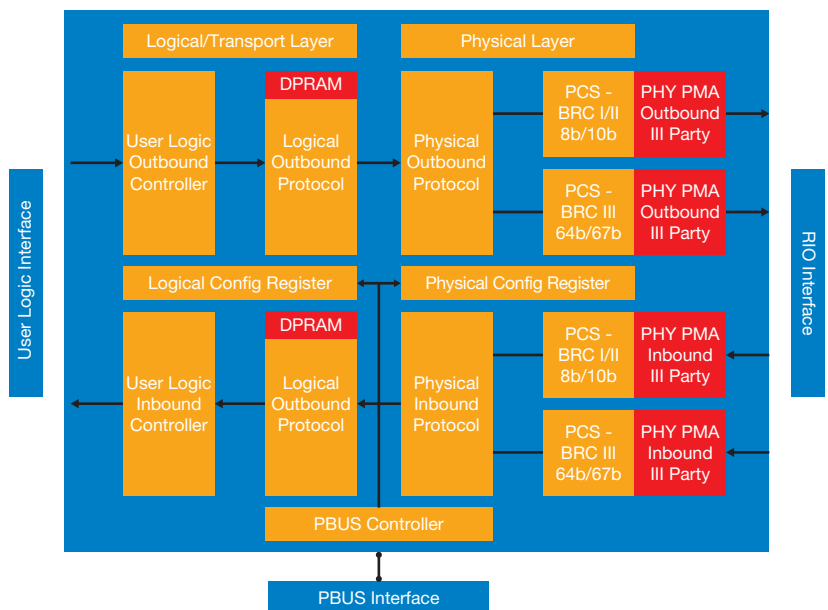 Logical/Transport Layer
Physical Layer
User Logic Interface
User Logic
Outbound
Controller
DPRAM
Logical
Outbound
Protocol
Physical
Outbound
Protocol
PCS -
BRC I/II
8b/10b
PHY PMA
Outbound
III Party
PCS -
BRC III
64b/67b
PHY PMA
Outbound
III Party
RIO Interface
Logical Config Register
Physical Config Register
User Logic
Inbound
Controller
DPRAM
Logical
Outbound
Protocol
Physical
Inbound
Protocol
PCS -
BRC I/II
8b/10b
PHY PMA
Inbound
III Party
PCS -
BRC III
64b/67b
PHY PMA
Inbound
III Party
PBUS Controller
PBUS Interface